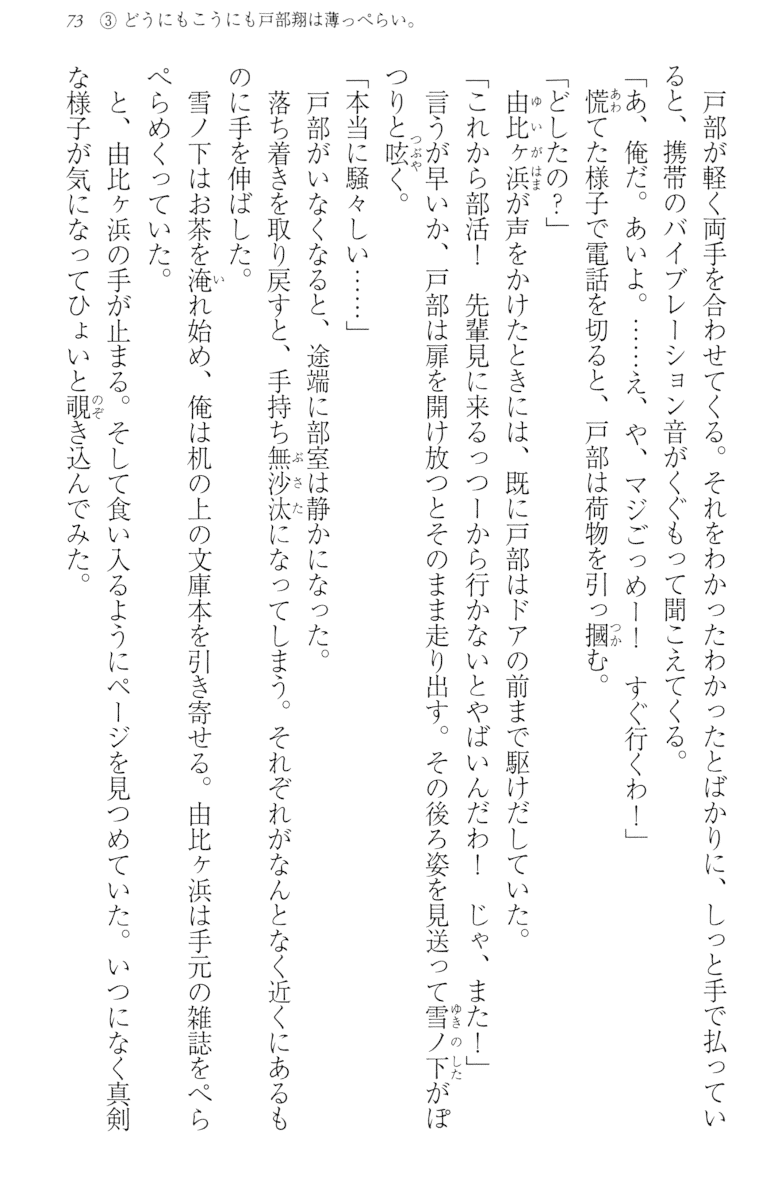 73 ③ どうにもこうにも戸部翔は薄っぺらい。
　戸部が軽く両手を合わせてくる。それをわかったわかったとばかりに、しっと手で払ってい
ると、携帯のバイブレーション音がくぐもって聞こえてくる。
「あ、俺だ。あいよ。……え、や、マジごっめー！　すぐ行くわ！」
　慌てた様子で電話を切ると、戸部は荷物を引っ摑む。
「どしたの？」
　由比ヶ浜が声をかけたときには、既に戸部はドアの前まで駆けだしていた。
「これから部活！　先輩見に来るっつーから行かないとやばいんだわ！　じゃ、また！」
　言うが早いか、戸部は扉を開け放つとそのまま走り出す。その後ろ姿を見送って雪ノ下がぽ
つりと呟く。
「本当に騒々しい……」
　戸部がいなくなると、途端に部室は静かになった。
　落ち着きを取り戻すと、手持ち無沙汰になってしまう。それぞれがなんとなく近くにあるも
のに手を伸ばした。
　雪ノ下はお茶を淹れ始め、俺は机の上の文庫本を引き寄せる。由比ヶ浜は手元の雑誌をぺら
ぺらめくっていた。
　と、由比ヶ浜の手が止まる。そして食い入るようにページを見つめていた。いつになく真剣
な様子が気になってひょいと覗き込んでみた。